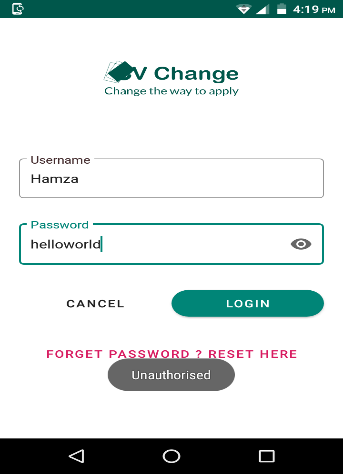 4:19 PM
V Change
Change the way to apply
Username
Hamza
Password
helloworld
CANCEL
LOGIN
FORGET PASSWORD ? RESET HERE
Unauthorised